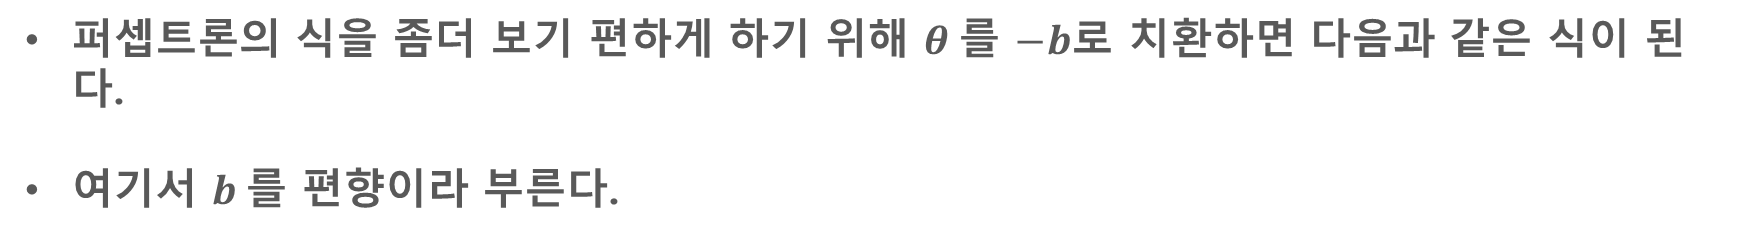 • 퍼셉트론의 식을 좀더 보기 편하게 하기 위해 θ 를 −b로 치환하면 다음과 같은 식이 된
다.
• 여기서 b 를 편향이라 부른다.